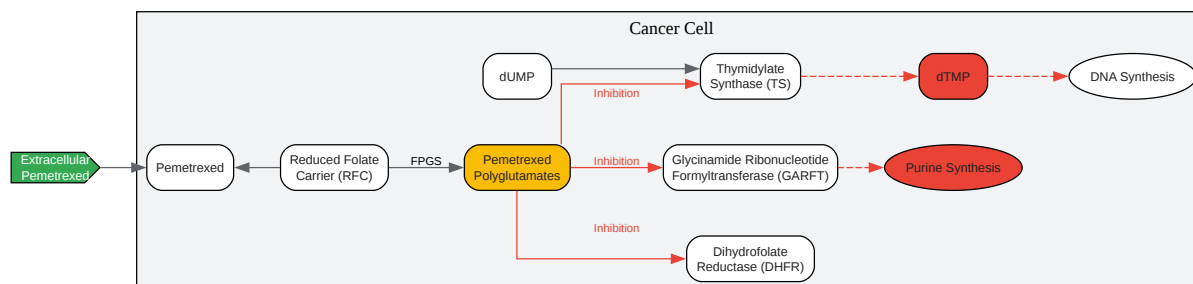 Cancer Cell
dUMP
Thymidylate
Synthase (TS)
dTMP
DNA Synthesis
Inhibition
Extracellular
Pemetrexed
Pemetrexed
Reduced Folate
Carrier (RFC)
FPGS
Pemetrexed
Polyglutamates
Inhibition
Glycinamide Ribonucleotide
Formyltransferase (GARFT)
Purine Synthesis
Inhibition
Dihydrofolate
Reductase (DHFR)